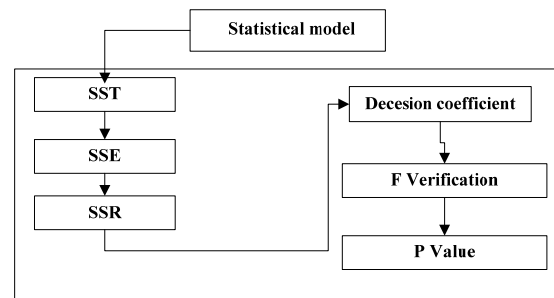 Statistical model
SST
SSE
SSR
Decesion coefficient
F Verification
P Value